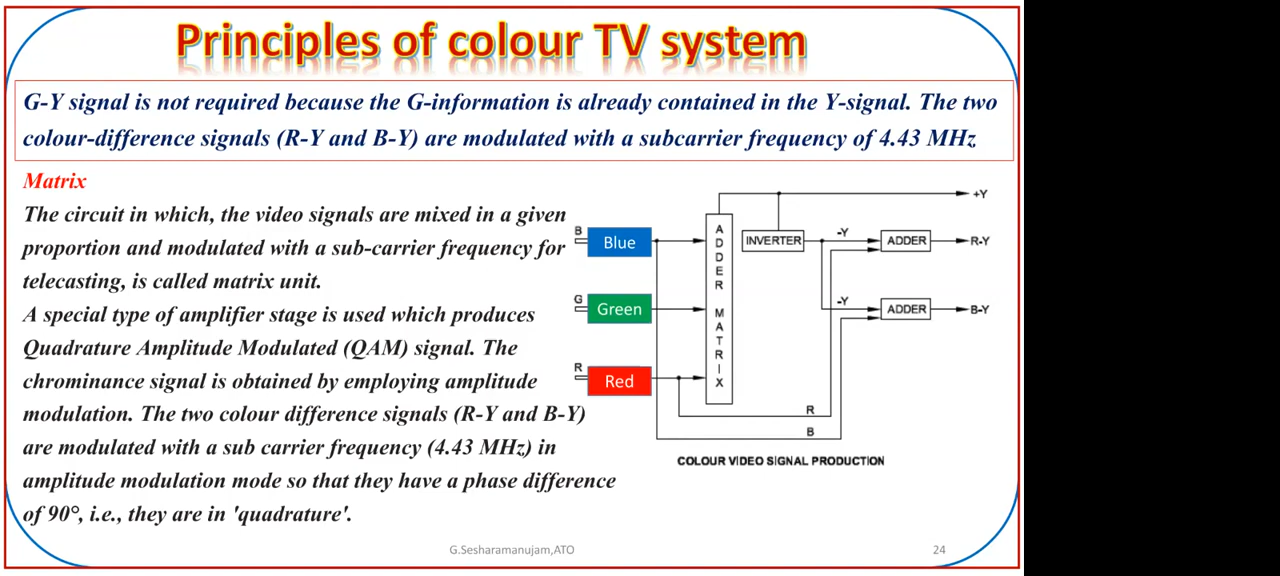 Principles of colour TV system
G-Y signal is not required because the G-information is already contained in the Y-signal. The two
colour-difference signals (R-Y and B-Y) are modulated with a subcarrier frequency of 4.43 MHz
Matrix
The circuit in which, the video signals are mixed in a given
proportion and modulated with a sub-carrier frequency for
telecasting, is called matrix unit.
A special type of amplifier stage is used which produces
Quadrature Amplitude Modulated (QAM) signal. The
chrominance signal is obtained by employing amplitude
modulation. The two colour difference signals (R-Y and B-Y)
are modulated with a sub carrier frequency (4.43 MHz) in
amplitude modulation mode so that they have a phase difference
of 90°, i.e., they are in 'quadrature'.
+Y
B
Blue
ADDER MATRIX
INVERTER
-Y
ADDER
R-Y
G
Green
-Y
ADDER
B-Y
R
Red
R
B
COLOUR VIDEO SIGNAL PRODUCTION
G.Sesharamanujam,ATO
24